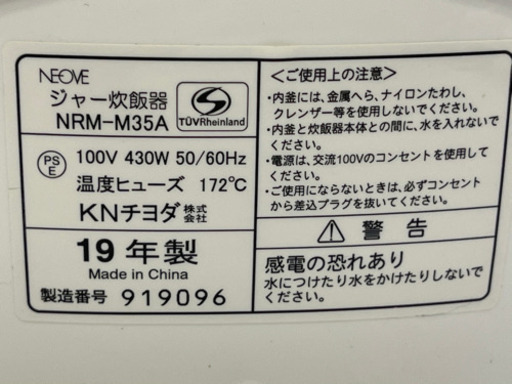 NEOVE
ジャー炊飯器
NRM-M35A
TÜVRheinland
PS
E
100V 430W 50/60Hz
温度ヒューズ 172℃
KNチヨダ株式会社
19年製
Made in China
製造番号 919096
＜ご使用上の注意＞
・内釜には、金属へら、ナイロンたわし、
クレンザー等を使用しないでください。
・内釜と炊飯器本体との間に、水を入れないで
ください。
・電源は、交流100Vのコンセントを使用して
ください。
・ご使用にならないときは、必ずコンセント
から差込プラグを抜いてください。
警告
感電の恐れあり
水につけたり水をかけたりしないで
ください。